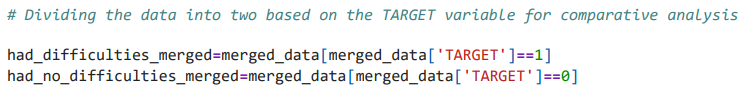 # Dividing the data into two based on the TARGET variable for comparative analysis
had_difficulties_merged=merged_data[merged_data['TARGET']==1]
had_no_difficulties_merged=merged_data[merged_data['TARGET']==0]